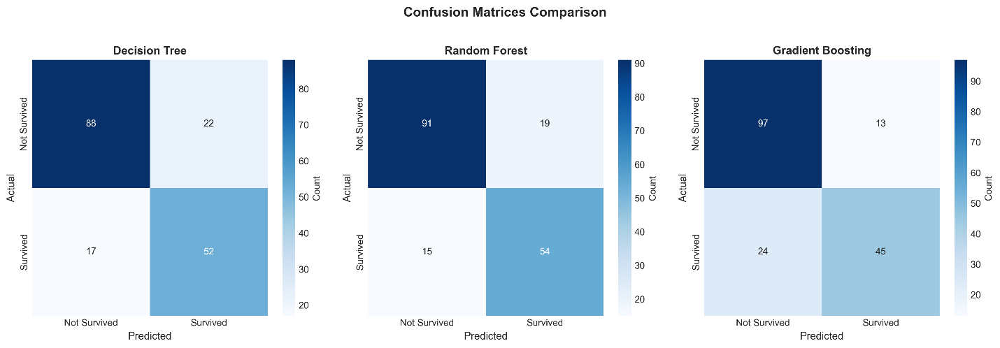 Confusion Matrices Comparison
Decision Tree
Not Survived
Survived
Actual
88
22
17
52
Not Survived
Survived
Predicted
80
70
60
50
40
30
20
Count
Random Forest
Not Survived
Survived
Actual
91
19
15
54
Not Survived
Survived
Predicted
90
80
70
60
50
40
30
20
Count
Gradient Boosting
Not Survived
Survived
Actual
97
13
24
45
Not Survived
Survived
Predicted
90
80
70
60
50
40
30
20
Count